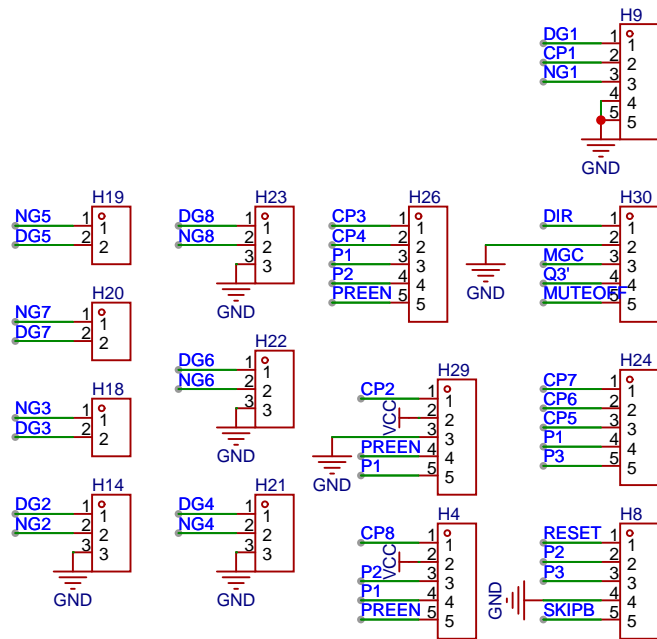 H9
DG1 1 1
CP1 2 2
NG1 3 3
4 4
5 5
GND
H19
NG5 1 1
DG5 2 2
H23
DG8 1 1
NG8 2 2
3 3
GND
H26
CP3 1 1
CP4 2 2
P1 3 3
P2 4 4
PREEN 5 5
H30
DIR 1 1
2 2
MGC 3 3
Q3' 4 4
MUTEOFF 5 5
GND
H20
NG7 1 1
DG7 2 2
H22
DG6 1 1
NG6 2 2
3 3
GND
H29
CP2 1 1
VCC 2 2
3 3
PREEN 4 4
P1 5 5
GND
H24
CP7 1 1
CP6 2 2
CP5 3 3
P1 4 4
P3 5 5
H18
NG3 1 1
DG3 2 2
H14
DG2 1 1
NG2 2 2
3 3
GND
H21
DG4 1 1
NG4 2 2
3 3
GND
H4
CP8 1 1
VCC 2 2
P2 3 3
P1 4 4
PREEN 5 5
H8
RESET 1 1
P2 2 2
P3 3 3
GND 4 4
SKIPB 5 5